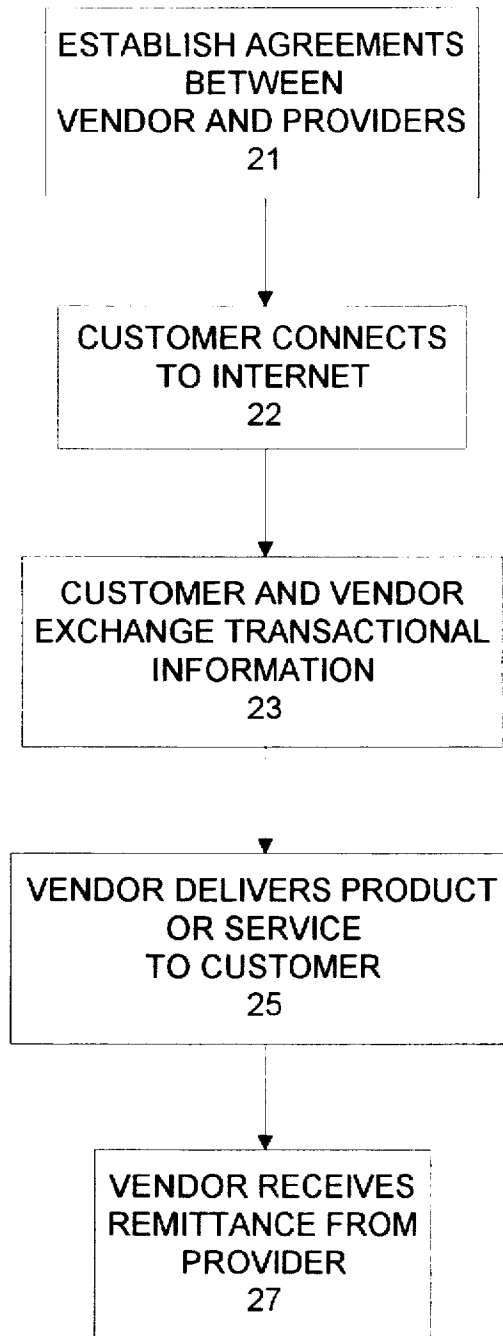 ESTABLISH AGREEMENTS
BETWEEN
VENDOR AND PROVIDERS
21
CUSTOMER CONNECTS
TO INTERNET
22
CUSTOMER AND VENDOR
EXCHANGE TRANSACTIONAL
INFORMATION
23
VENDOR DELIVERS PRODUCT
OR SERVICE
TO CUSTOMER
25
VENDOR RECEIVES
REMITTANCE FROM
PROVIDER
27